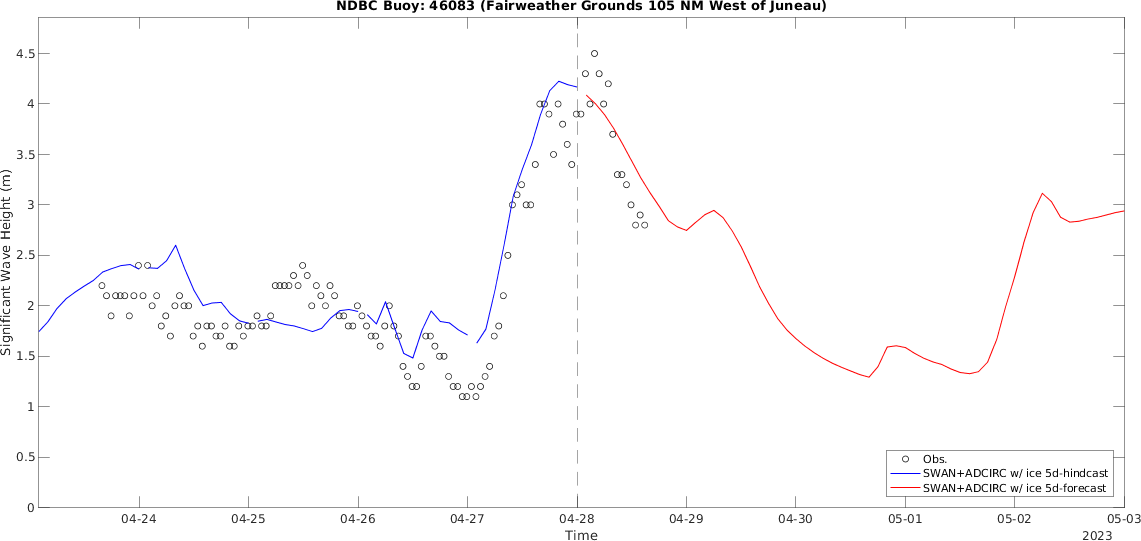 NDBC Buoy: 46083 (Fairweather Grounds 105 NM West of Juneau)
Significant Wave Height (m)
4.5
4
3.5
3
2.5
2
1.5
1
0.5
0
Obs.
SWAN+ADCIRC w/ ice 5d-hindcast
SWAN+ADCIRC w/ ice 5d-forecast
04-24 04-25 04-26 04-27 04-28 04-29 04-30 05-01 05-02 05-03
Time
2023